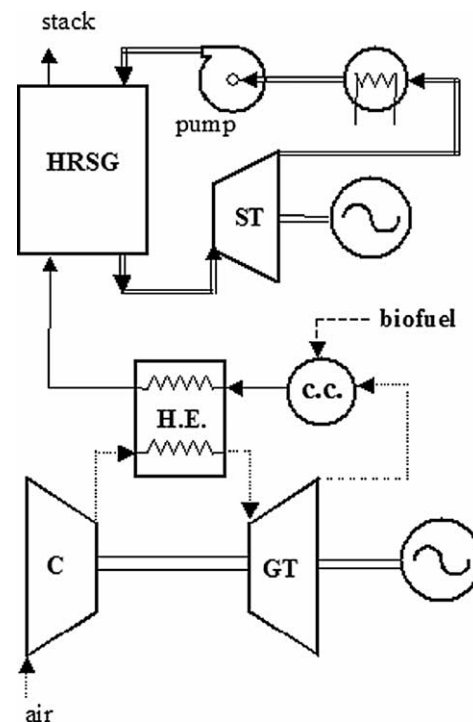 stack
pump
HRSG
ST
biofuel
c.c.
H.E.
C
GT
air